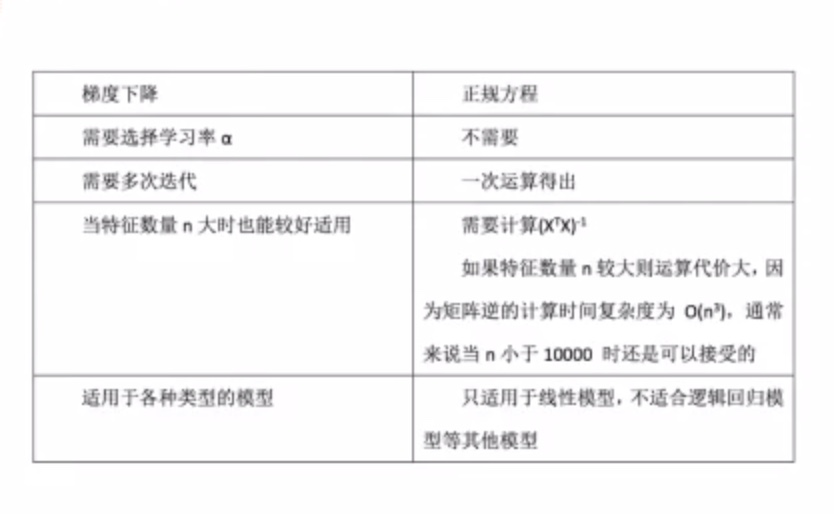 梯度下降
正规方程
需要选择学习率 α
不需要
需要多次迭代
一次运算得出
当特征数量 n 大时也能较好适用
需要计算(XᵀX)⁻¹
如果特征数量 n 较大则运算代价大，因
为矩阵逆的计算时间复杂度为 O(n³)，通常
来说当 n 小于 10000 时还是可以接受的
适用于各种类型的模型
只适用于线性模型，不适合逻辑回归模
型等其他模型